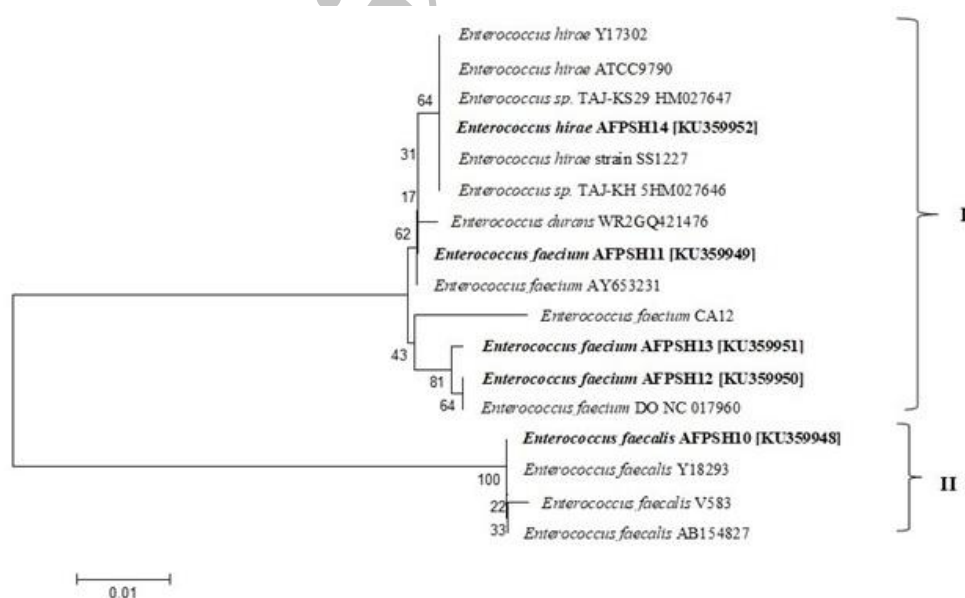 Enterococcus hirae Y17302
Enterococcus hirae ATCC9790
64
Enterococcus sp. TAJ-KS29 HM027647
Enterococcus hirae AFPSH14 [KU359952]
31
Enterococcus hirae strain SS1227
17
Enterococcus sp. TAJ-KH 5HM027646
I
Enterococcus durans WR2GQ421476
62
Enterococcus faecium AFPSH11 [KU359949]
Enterococcus faecium AY653231
Enterococcus faecium CA12
43
Enterococcus faecium AFPSH13 [KU359951]
81
Enterococcus faecium AFPSH12 [KU359950]
64
Enterococcus faecium DO NC 017960
Enterococcus faecalis AFPSH10 [KU359948]
Enterococcus faecalis Y18293
100
II
22
Enterococcus faecalis V583
33
Enterococcus faecalis AB154827
0.01